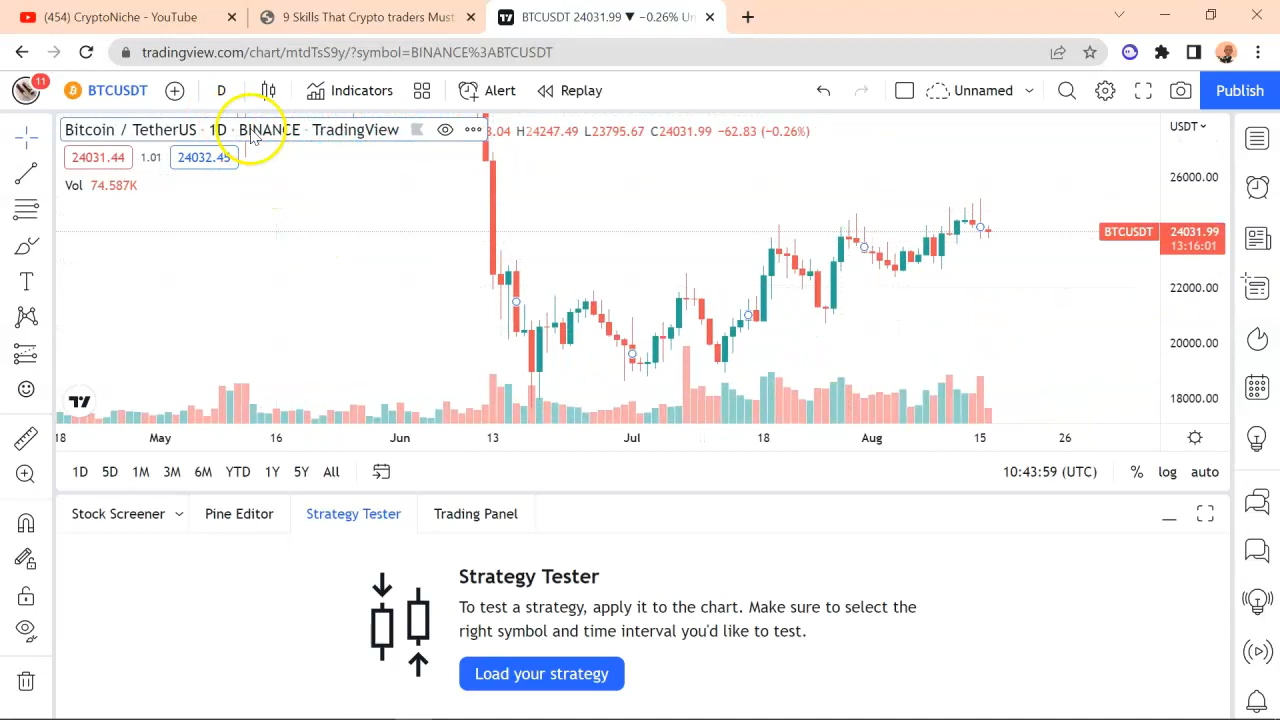 (454) CryptoNiche - YouTube
9 Skills That Crypto traders Must
BTCUSDT 24031.99 ▼ −0.26% Un
tradingview.com/chart/mtdTsS9y/?symbol=BINANCE%3ABTCUSDT
11
BTCUSDT
D
Indicators
Alert
Replay
Unnamed
Publish
Bitcoin / TetherUS · 1D · BINANCE · TradingView
3.04 H24247.49 L23795.67 C24031.99 −62.83 (−0.26%)
USDT
24031.44 1.01 24032.45
Vol 74.587K
26000.00
BTCUSDT 24031.99
13:16:01
22000.00
20000.00
18000.00
18 May 16 Jun 13 Jul 18 Aug 15 26
1D 5D 1M 3M 6M YTD 1Y 5Y All
10:43:59 (UTC) % log auto
Stock Screener Pine Editor Strategy Tester Trading Panel
Strategy Tester
To test a strategy, apply it to the chart. Make sure to select the
right symbol and time interval you'd like to test.
Load your strategy